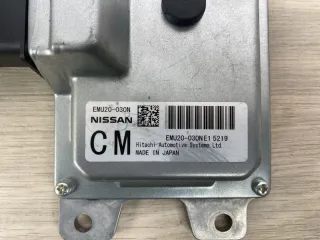 EMU20-030N
NISSAN
EMU20-030NE1 5219
CM
Hitachi Automotive Systems Ltd.
MADE IN JAPAN